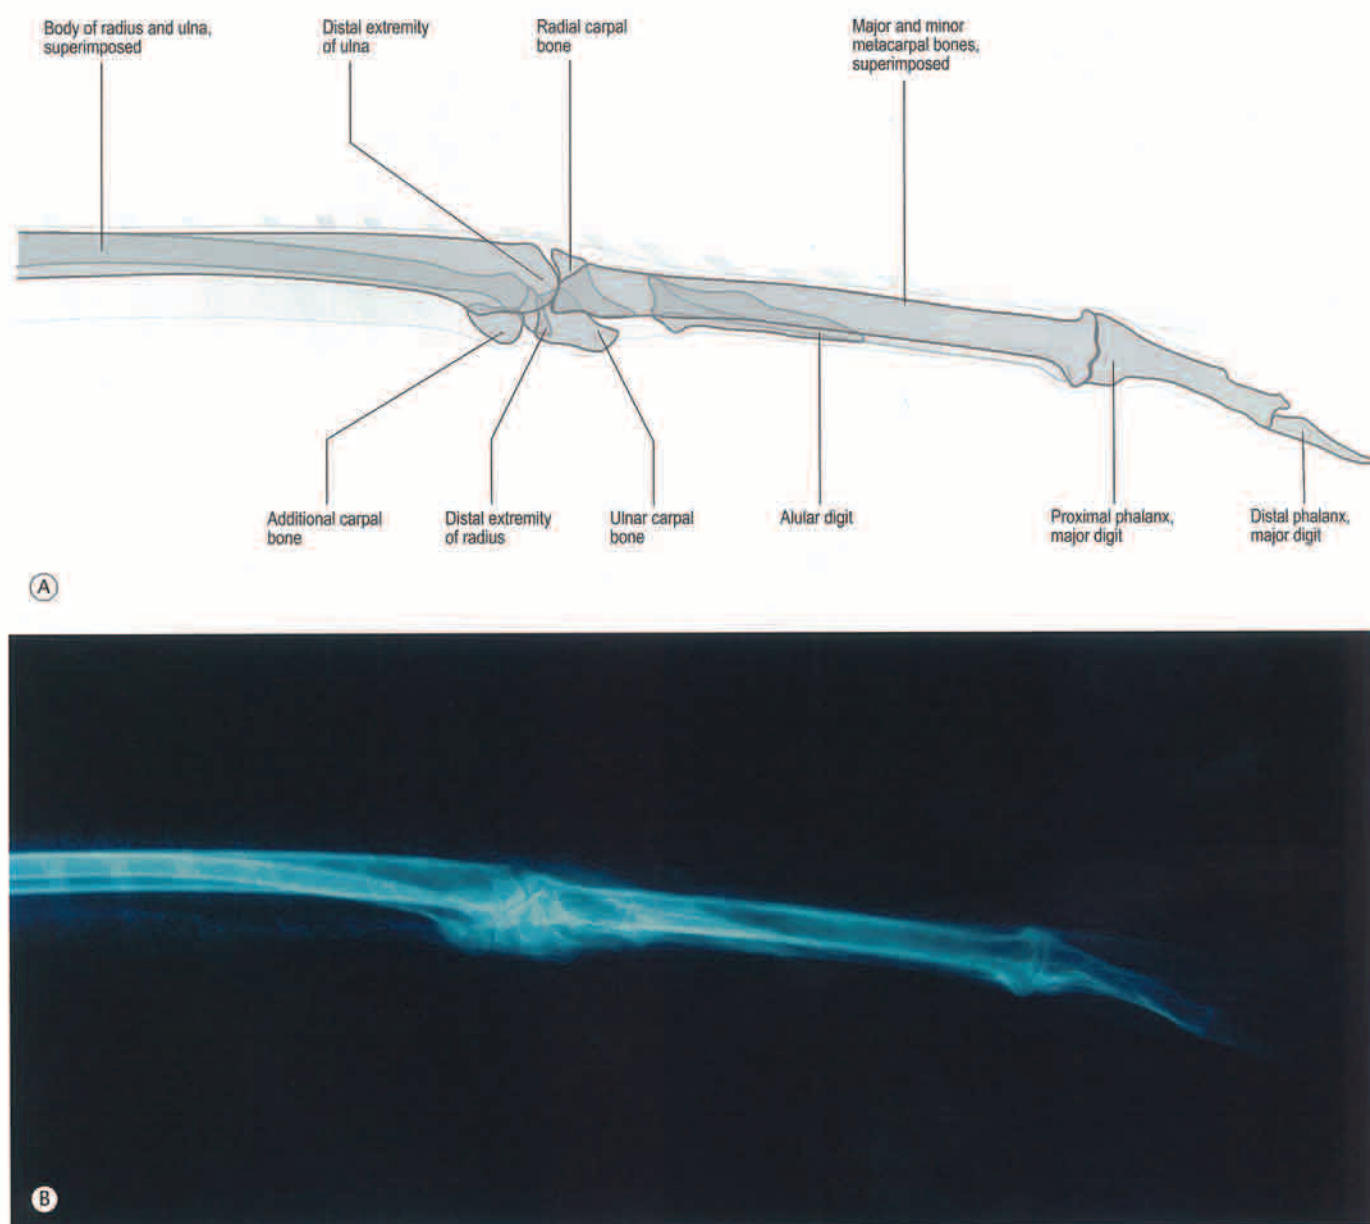 Body of radius and ulna,
superimposed
Distal extremity
of ulna
Radial carpal
bone
Major and minor
metacarpal bones,
superimposed
Additional carpal
bone
Distal extremity
of radius
Ulnar carpal
bone
Alular digit
Proximal phalanx,
major digit
Distal phalanx,
major digit
A
B